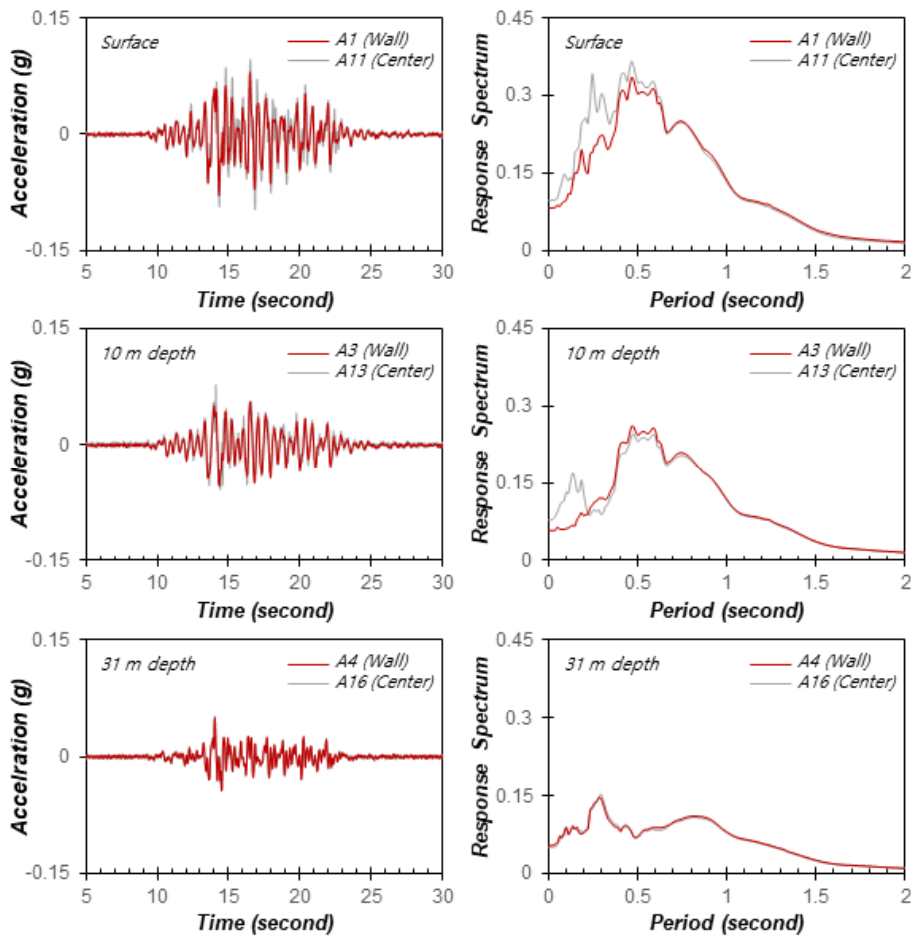 Surface
A1 (Wall)
A11 (Center)
Acceleration (g)
0.15
0
-0.15
5 10 15 20 25 30
Time (second)
Surface
A1 (Wall)
A11 (Center)
Response Spectrum
0.45
0.3
0.15
0
0 0.5 1 1.5 2
Period (second)
10 m depth
A3 (Wall)
A13 (Center)
Acceleration (g)
0.15
0
-0.15
5 10 15 20 25 30
Time (second)
10 m depth
A3 (Wall)
A13 (Center)
Response Spectrum
0.45
0.3
0.15
0
0 0.5 1 1.5 2
Period (second)
31 m depth
A4 (Wall)
A16 (Center)
Accelration (g)
0.15
0
-0.15
5 10 15 20 25 30
Time (second)
31 m depth
A4 (Wall)
A16 (Center)
Response Spectrum
0.45
0.3
0.15
0
0 0.5 1 1.5 2
Period (second)